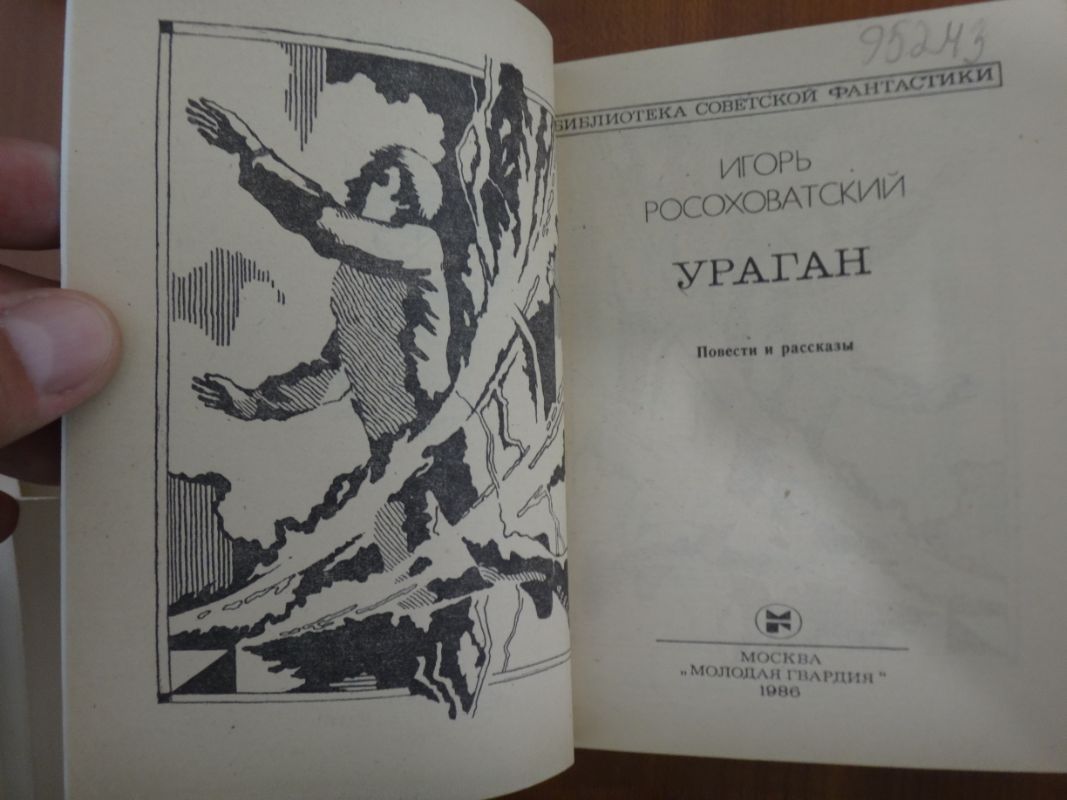 95243
БИБЛИОТЕКА СОВЕТСКОЙ ФАНТАСТИКИ
ИГОРЬ
РОСОХОВАТСКИЙ
УРАГАН
Повести и рассказы
МОСКВА
„МОЛОДАЯ ГВАРДИЯ"
1986